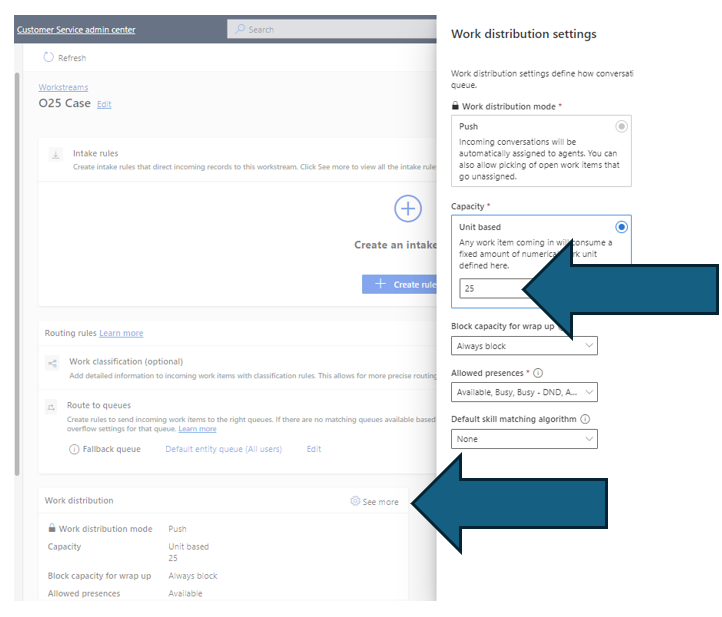 Customer Service admin center
Search
Refresh
Workstreams
O25 Case Edit
Intake rules
Create intake rules that direct incoming records to this workstream. Click See more to view all the intake rule
Create an intake
Create rule
Routing rules Learn more
Work classification (optional)
Add detailed information to incoming work items with classification rules. This allows for more precise routing
Route to queues
Create rules to send incoming work items to the right queues. If there are no matching queues available based
overflow settings for that queue. Learn more
Fallback queue Default entity queue (All users) Edit
Work distribution See more
Work distribution mode Push
Capacity Unit based
25
Block capacity for wrap up Always block
Allowed presences Available
Work distribution settings
Work distribution settings define how conversati
queue.
Work distribution mode *
Push
Incoming conversations will be
automatically assigned to agents. You can
also allow picking of open work items that
go unassigned.
Capacity *
Unit based
Any work item coming in will consume a
fixed amount of numerical unit
defined here.
25
Block capacity for wrap up
Always block
Allowed presences *
Available, Busy, Busy - DND, A...
Default skill matching algorithm
None